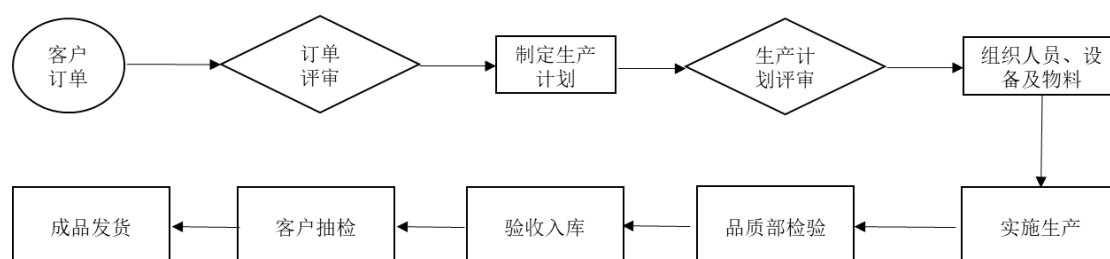 客户
订单
订单
评审
制定生产
计划
生产计
划评审
组织人员、设
备及物料
成品发货
客户抽检
验收入库
品质部检验
实施生产